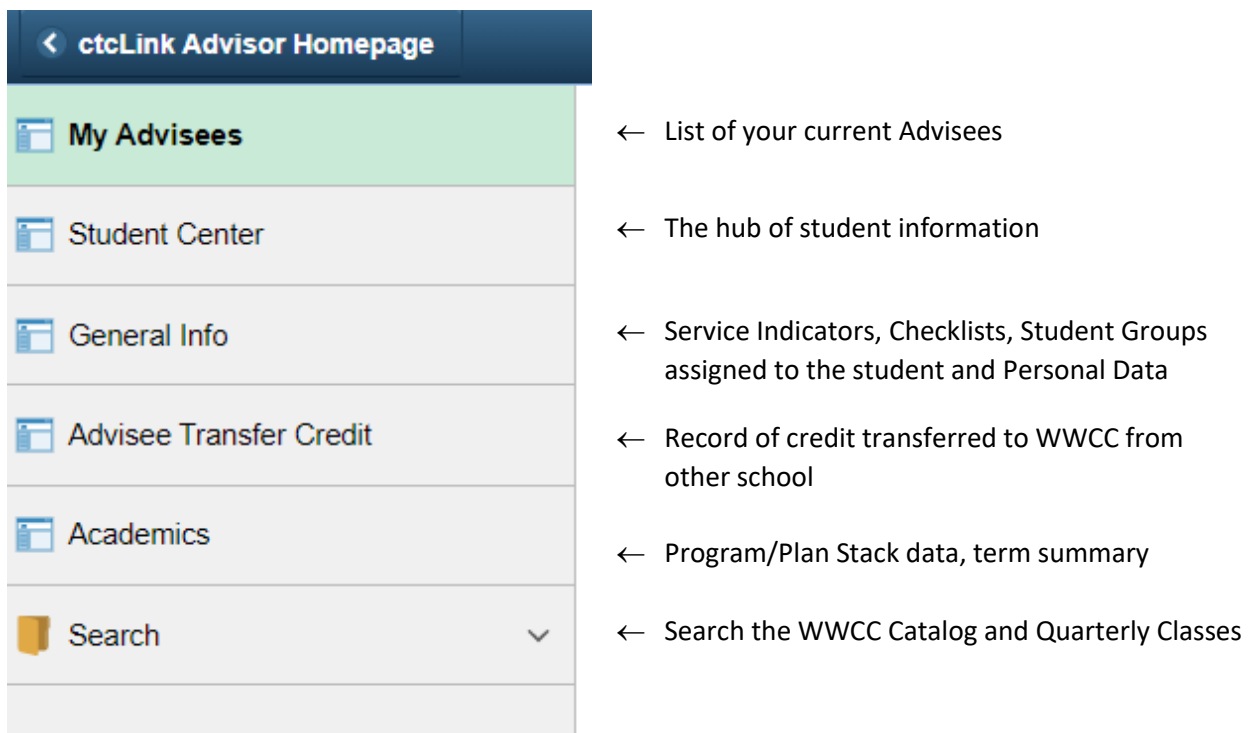 ctcLink Advisor Homepage
My Advisees
← List of your current Advisees
Student Center
← The hub of student information
General Info
← Service Indicators, Checklists, Student Groups
assigned to the student and Personal Data
Advisee Transfer Credit
← Record of credit transferred to WWCC from
other school
Academics
← Program/Plan Stack data, term summary
Search
← Search the WWCC Catalog and Quarterly Classes